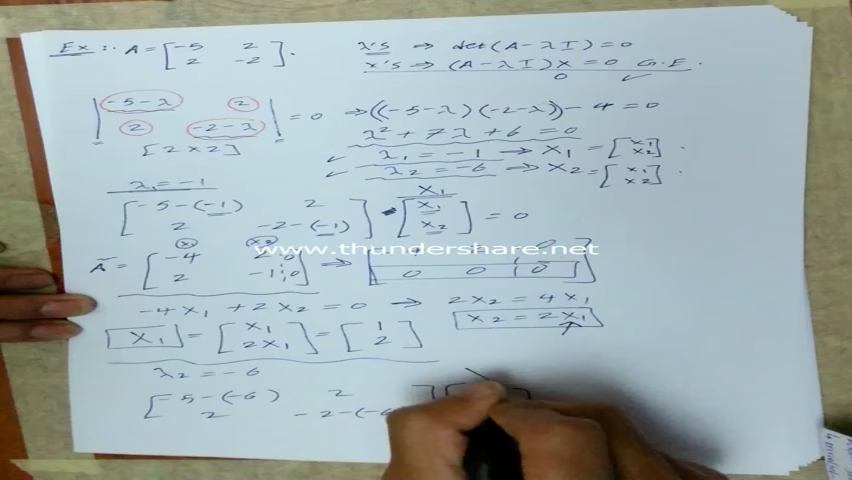 Ex :. A = [ -5 2 ; 2 -2 ].
λ's ⇒ det(A - λI) = 0
x's ⇒ (A - λI) X = 0 G.E.
0 ✓
| -5-λ 2 ; 2 -2-λ | = 0 ⇒ ((-5-λ)(-2-λ)) - 4 = 0
[2×2]
λ² + 7λ + 6 = 0
✓ λ1 = -1 → X1 = [ x1 ; x2 ].
✓ λ2 = -6 → X2 = [ x1 ; x2 ].
λ1 = -1
X1
[ -5-(-1) 2 ; 2 -2-(-1) ] [ x1 ; x2 ] = 0
www.thundershare.net
Ã = [ -4 2 : 0 ; 2 -1 : 0 ] ⇒ [ 0 0 0 ]
-4x1 + 2x2 = 0 → 2x2 = 4x1
x2 = 2x1
X1 = [ x1 ; 2x1 ] = [ 1 ; 2 ]
λ2 = -6
[ 5-(-6) 2 ; 2 -2-(-6